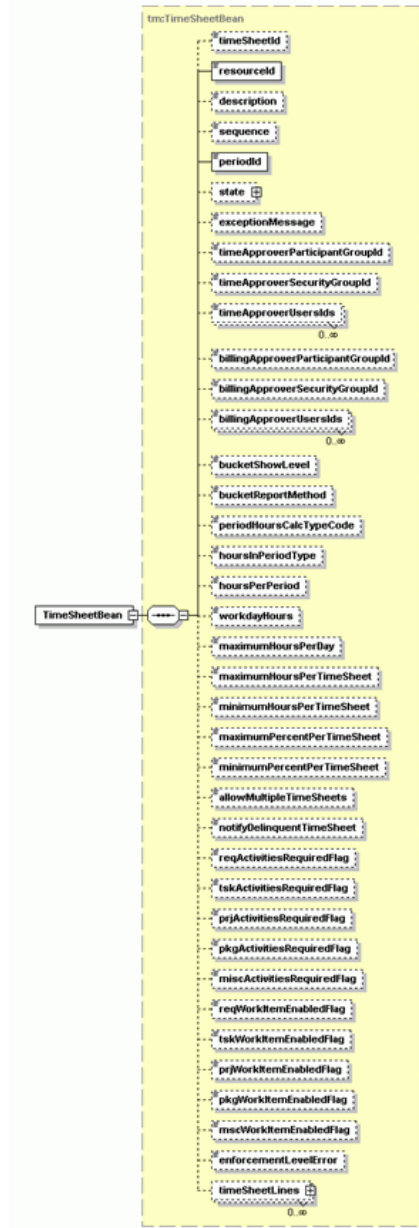 tm:TimeSheetBean
timeSheetId
resourceId
description
sequence
periodId
state
exceptionMessage
timeApproverParticipantGroupId
timeApproverSecurityGroupId
timeApproverUsersIds
0..∞
billingApproverParticipantGroupId
billingApproverSecurityGroupId
billingApproverUsersIds
0..∞
bucketShowLevel
bucketReportMethod
periodHoursCalcTypeCode
hoursInPeriodType
hoursPerPeriod
TimeSheetBean
workdayHours
maximumHoursPerDay
maximumHoursPerTimeSheet
minimumHoursPerTimeSheet
maximumPercentPerTimeSheet
minimumPercentPerTimeSheet
allowMultipleTimeSheets
notifyDelinquentTimeSheet
reqActivitiesRequiredFlag
tskActivitiesRequiredFlag
prjActivitiesRequiredFlag
pkgActivitiesRequiredFlag
miscActivitiesRequiredFlag
reqWorkItemEnabledFlag
tskWorkItemEnabledFlag
prjWorkItemEnabledFlag
pkgWorkItemEnabledFlag
mscWorkItemEnabledFlag
enforcementLevelError
timeSheetLines
0..∞